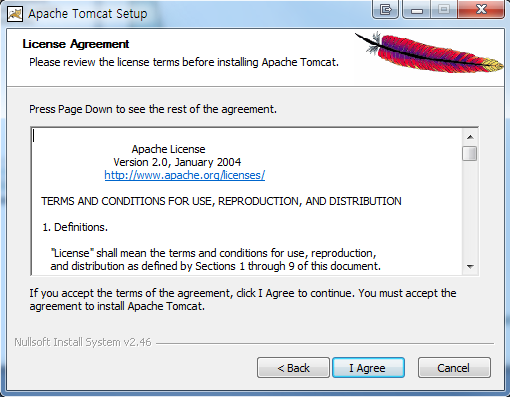 Apache Tomcat Setup
License Agreement
Please review the license terms before installing Apache Tomcat.
Press Page Down to see the rest of the agreement.
Apache License
Version 2.0, January 2004
http://www.apache.org/licenses/
TERMS AND CONDITIONS FOR USE, REPRODUCTION, AND DISTRIBUTION
1. Definitions.
"License" shall mean the terms and conditions for use, reproduction,
and distribution as defined by Sections 1 through 9 of this document.
If you accept the terms of the agreement, click I Agree to continue. You must accept the
agreement to install Apache Tomcat.
Nullsoft Install System v2.46
< Back
I Agree
Cancel